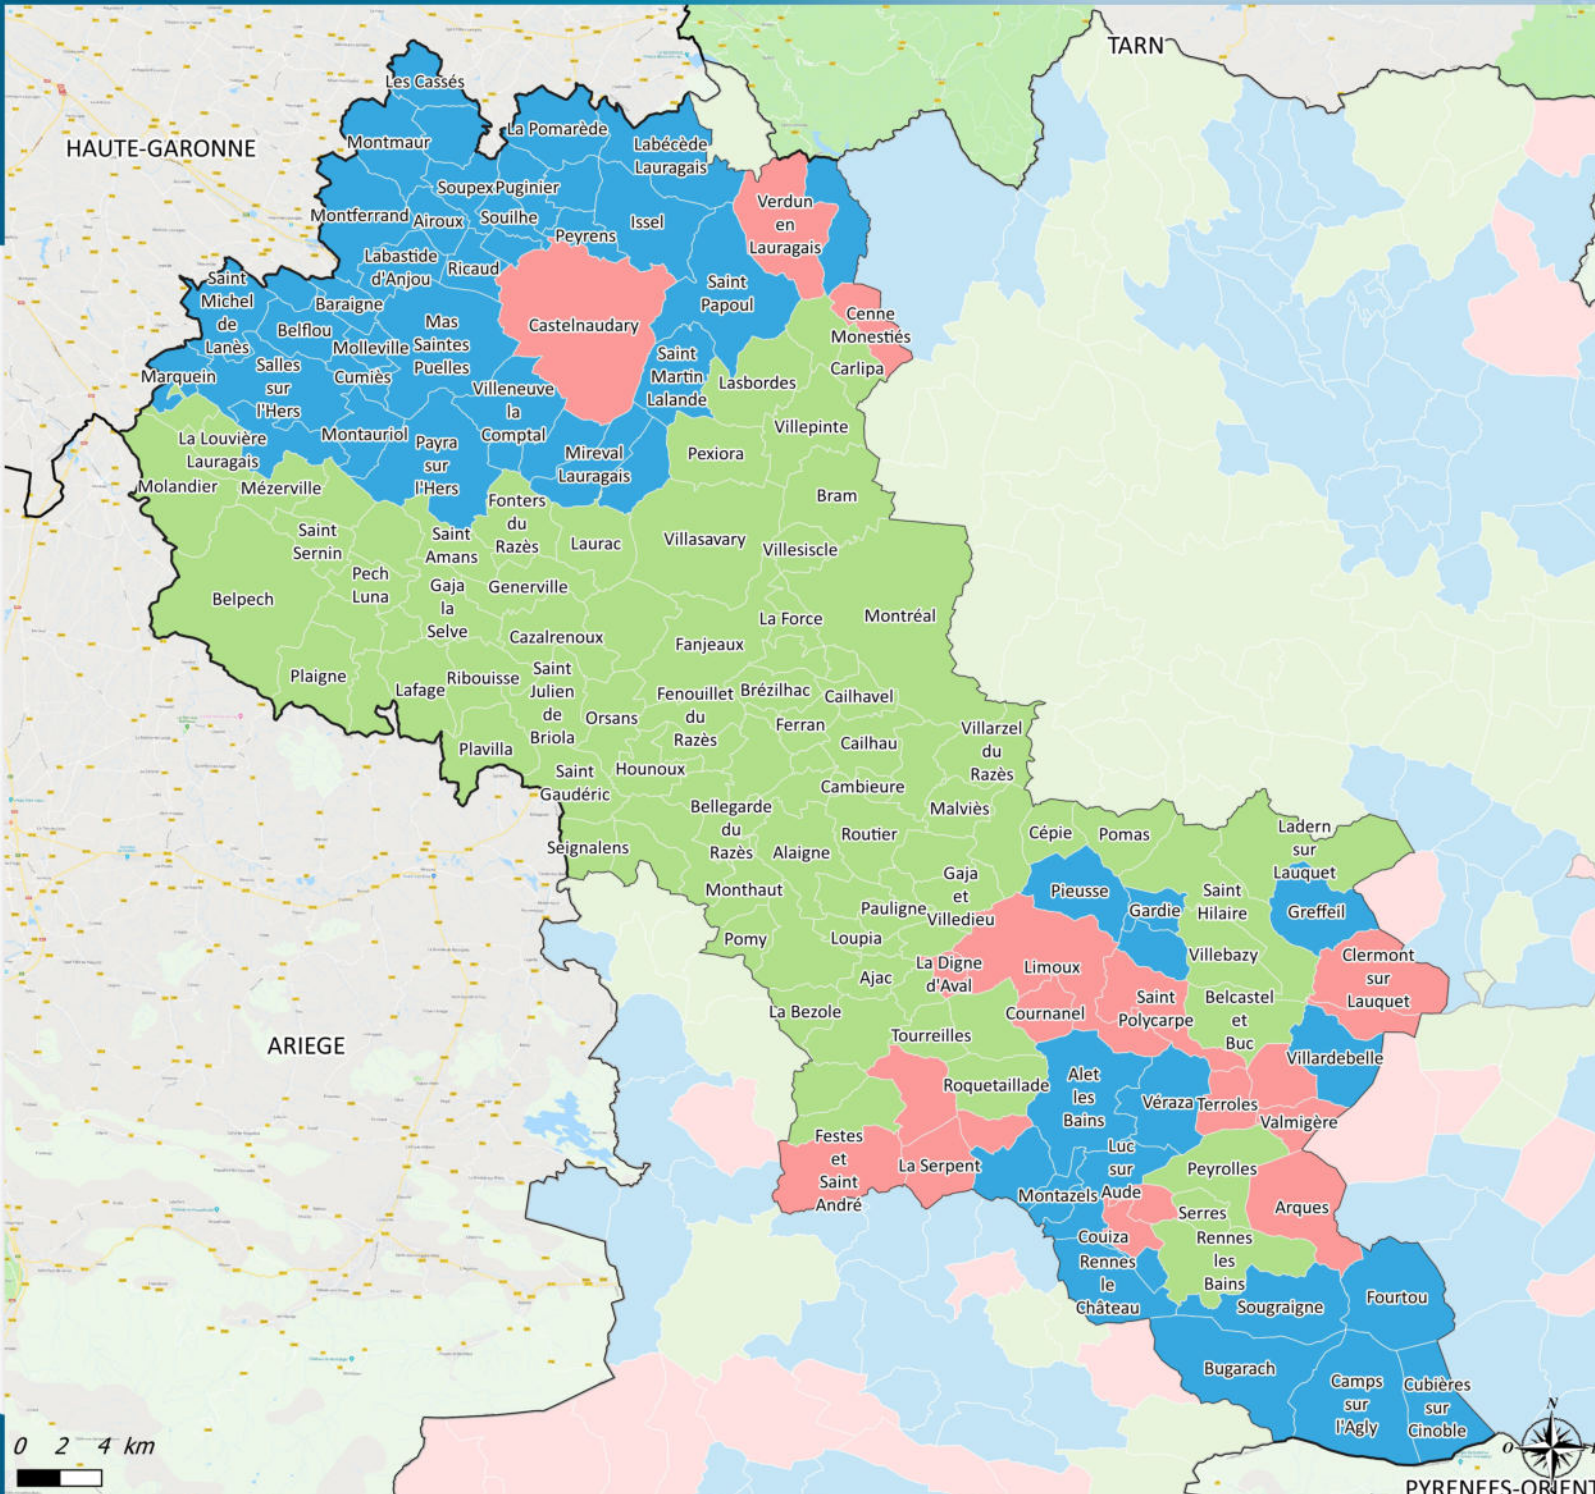 TARN
Les Cassés
HAUTE-GARONNE
La Pomarède
Montmaur
Labécède
Lauragais
Soupex
Puginier
Verdun
en
Lauragais
Montferrand
Airoux
Souilhe
Issel
Peyrens
Labastide
d'Anjou
Ricaud
Saint
Michel
de
Lanès
Saint
Papoul
Baraigne
Belflou
Mas
Saintes
Puelles
Castelnaudary
Cenne
Monestiés
Molleville
Salles
sur
l'Hers
Cumiès
Saint
Martin
Lalande
Carlipa
Marquein
Lasbordes
Villeneuve
la
Comptal
Villepinte
La Louvière
Lauragais
Montauriol
Payra
sur
l'Hers
Mireval
Lauragais
Pexiora
Molandier
Mézerville
Bram
Fonters
du
Razès
Saint
Sernin
Saint
Amans
Laurac
Villasavary
Villesiscle
Pech
Luna
Belpech
Gaja
la
Selve
Generville
La Force
Montréal
Cazalrenoux
Fanjeaux
Plaigne
Lafage
Ribouisse
Saint
Julien
de
Briola
Fenouillet
du
Razès
Brézilhac
Cailhavel
Orsans
Ferran
Villarzel
du
Razès
Plavilla
Cailhau
Saint
Gaudéric
Hounoux
Cambieure
Bellegarde
du
Razès
Malviès
Routier
Cépie
Pomas
Ladern
sur
Lauquet
Seignalens
Alaigne
Gaja
et
Villedieu
Monthaut
Pieusse
Saint
Hilaire
Pauligne
Gardie
Greffeil
Pomy
Loupia
Villebazy
Clermont
sur
Lauquet
La Digne
d'Aval
Limoux
Ajac
Saint
Polycarpe
Belcastel
et
Buc
La Bezole
Cournanel
Tourreilles
ARIEGE
Villardebelle
Alet
les
Bains
Roquetaillade
Véraza
Terroles
Valmigère
Festes
et
Saint
André
La Serpent
Luc
sur
Aude
Peyrolles
Montazels
Arques
Serres
Couiza
Rennes
les
Bains
Rennes
le
Château
Sougraigne
Fourtou
Bugarach
Camps
sur
l'Agly
Cubières
sur
Cinoble
N
O
0 2 4 km
PYRENEES-ORIENT